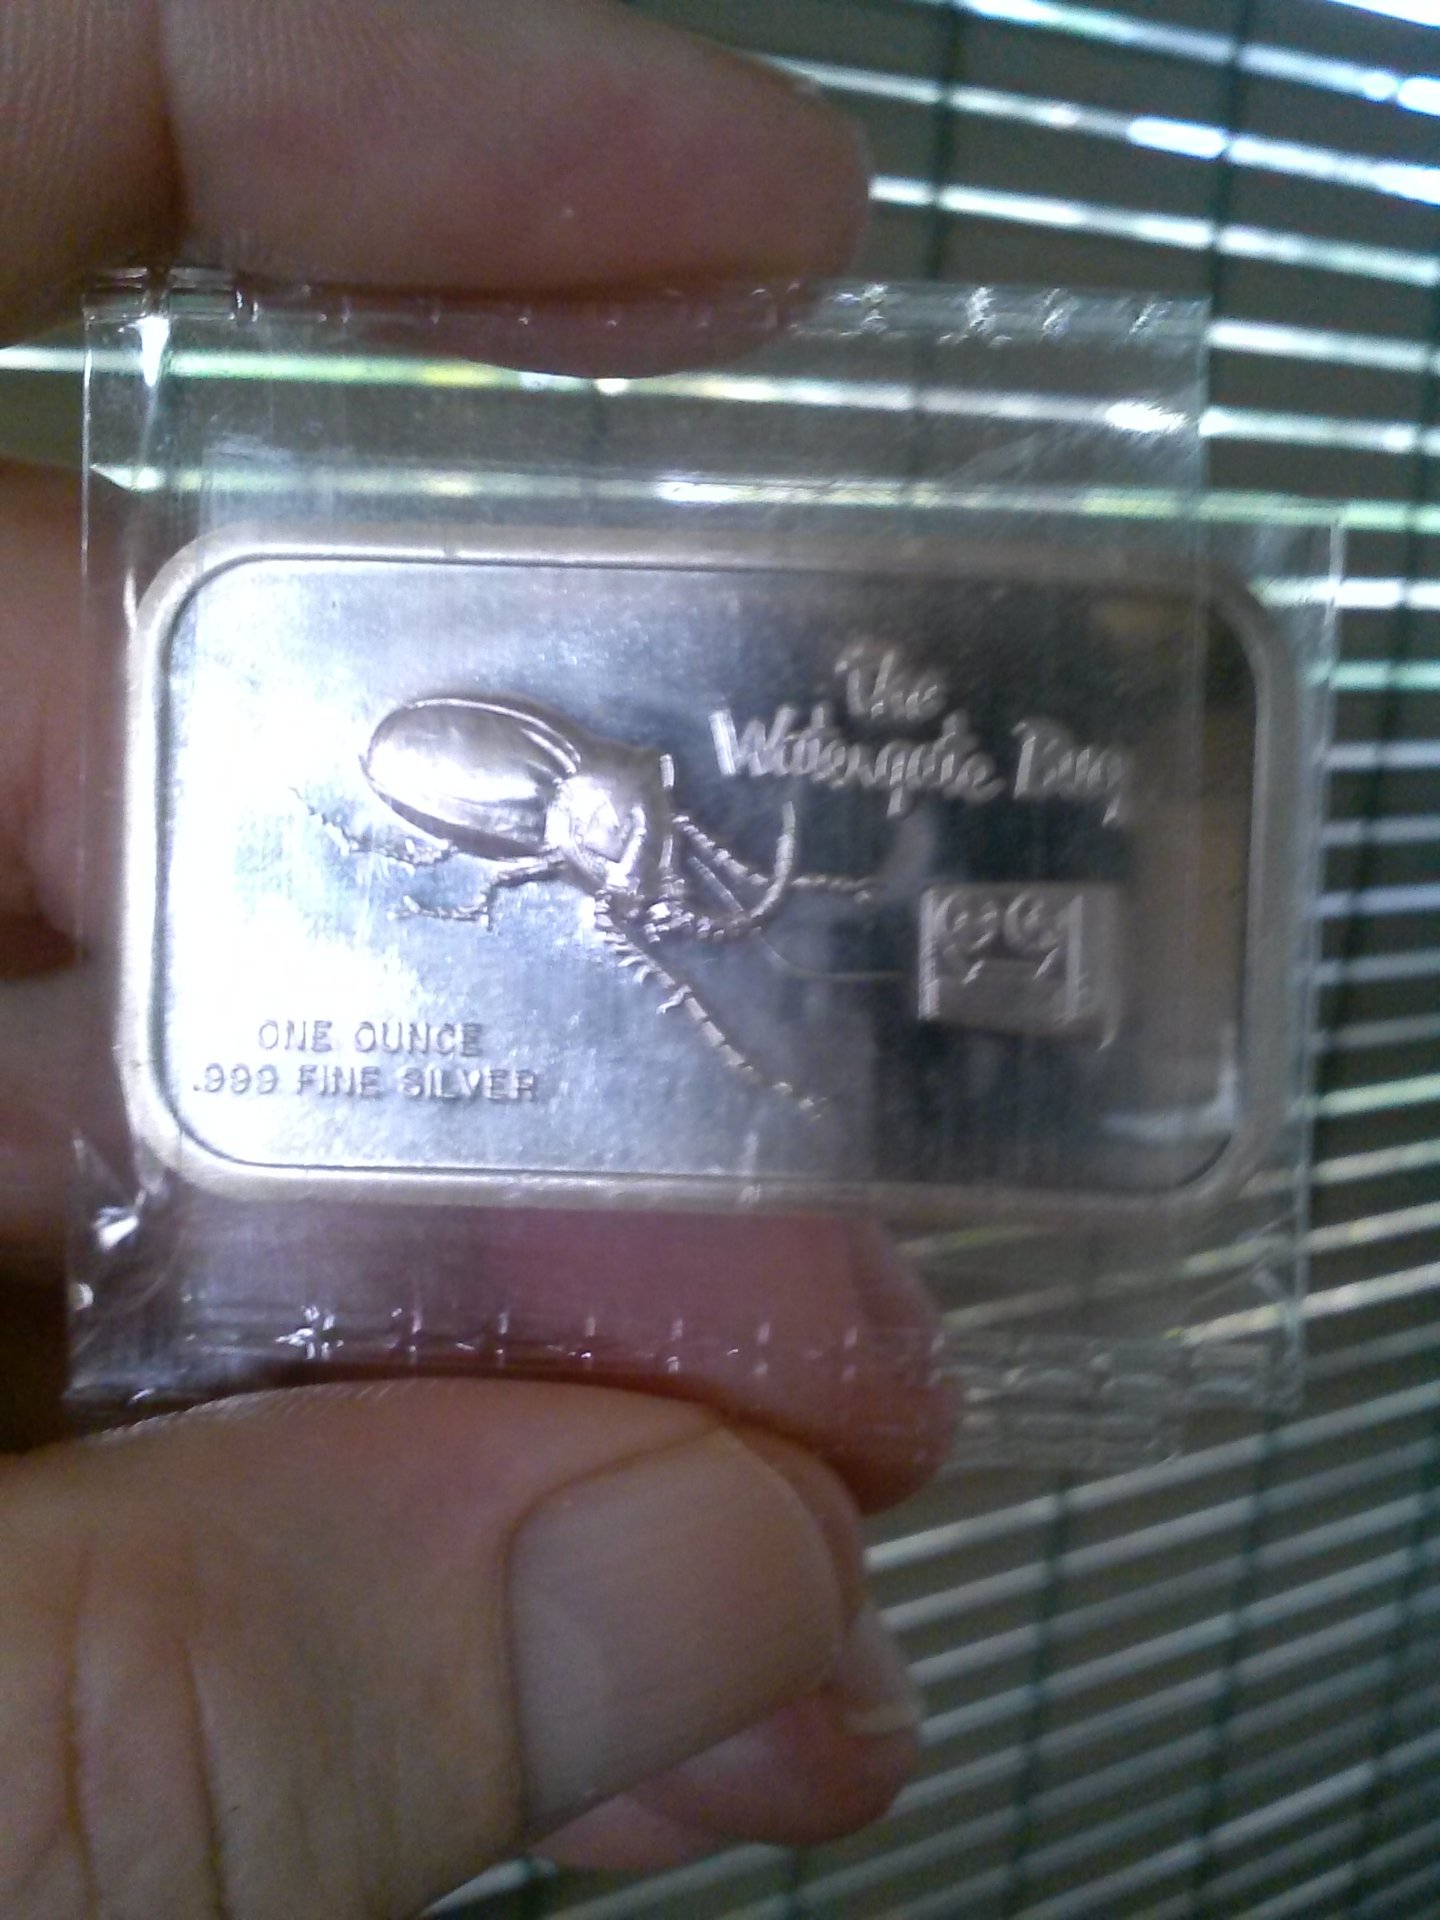 The
Watergate Bug
ONE OUNCE
.999 FINE SILVER